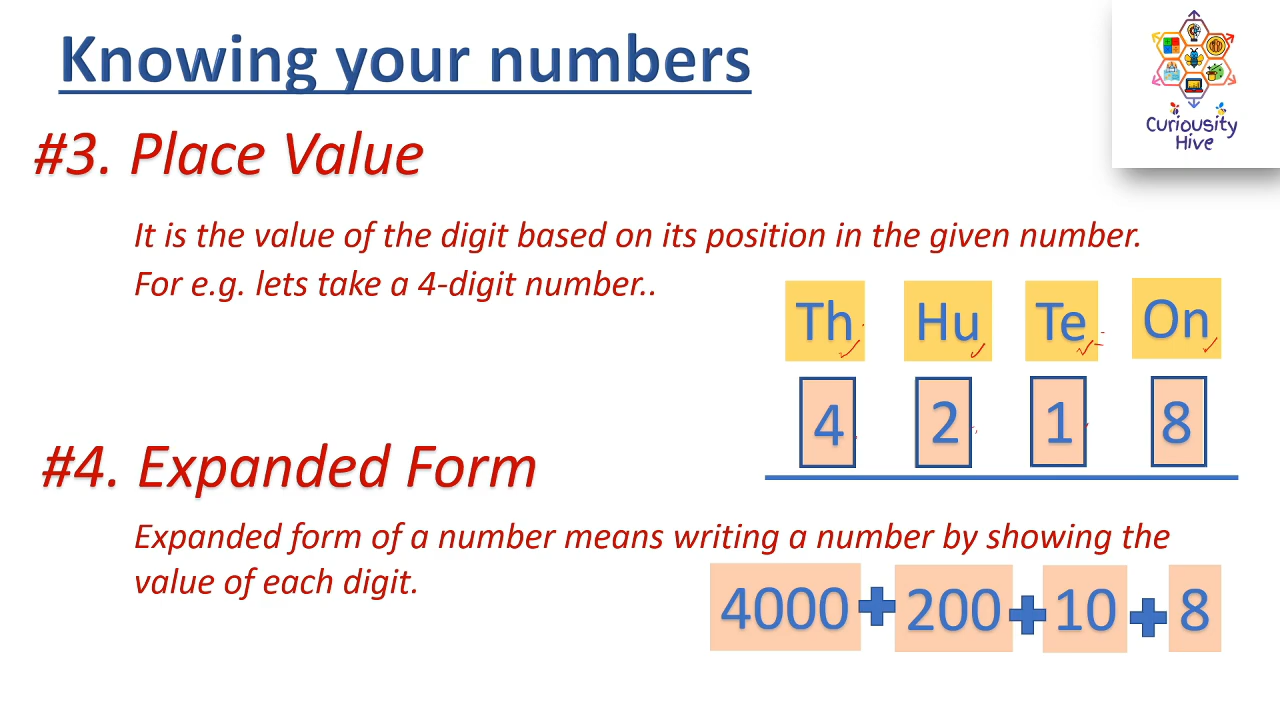 Knowing your numbers
Curiousity
Hive
#3. Place Value
It is the value of the digit based on its position in the given number.
For e.g. lets take a 4-digit number..
Th Hu Te On
4 2 1 8
#4. Expanded Form
Expanded form of a number means writing a number by showing the
value of each digit.
4000 + 200 + 10 + 8